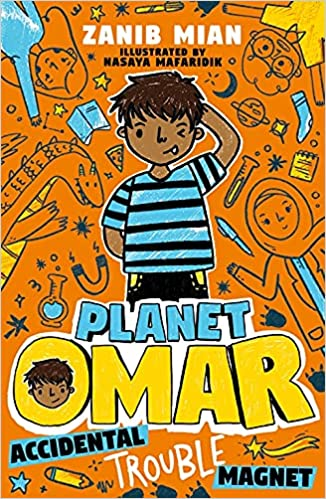 ZANIB MIAN
ILLUSTRATED BY
NASAYA MAFARIDIK
PLANET
OMAR
ACCIDENTAL
TROUBLE
MAGNET